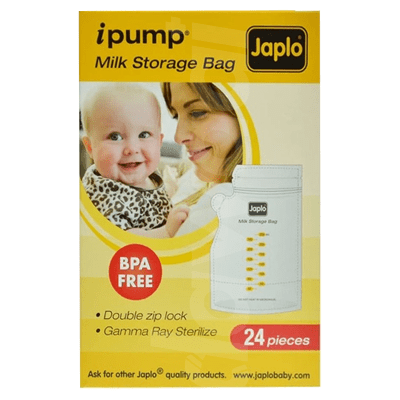 ipump®
Milk Storage Bag
Japlo
Japlo
Milk Storage Bag
BPA
FREE
• Double zip lock
• Gamma Ray Sterilize
24 pieces
Ask for other Japlo® quality products. www.japlobaby.com